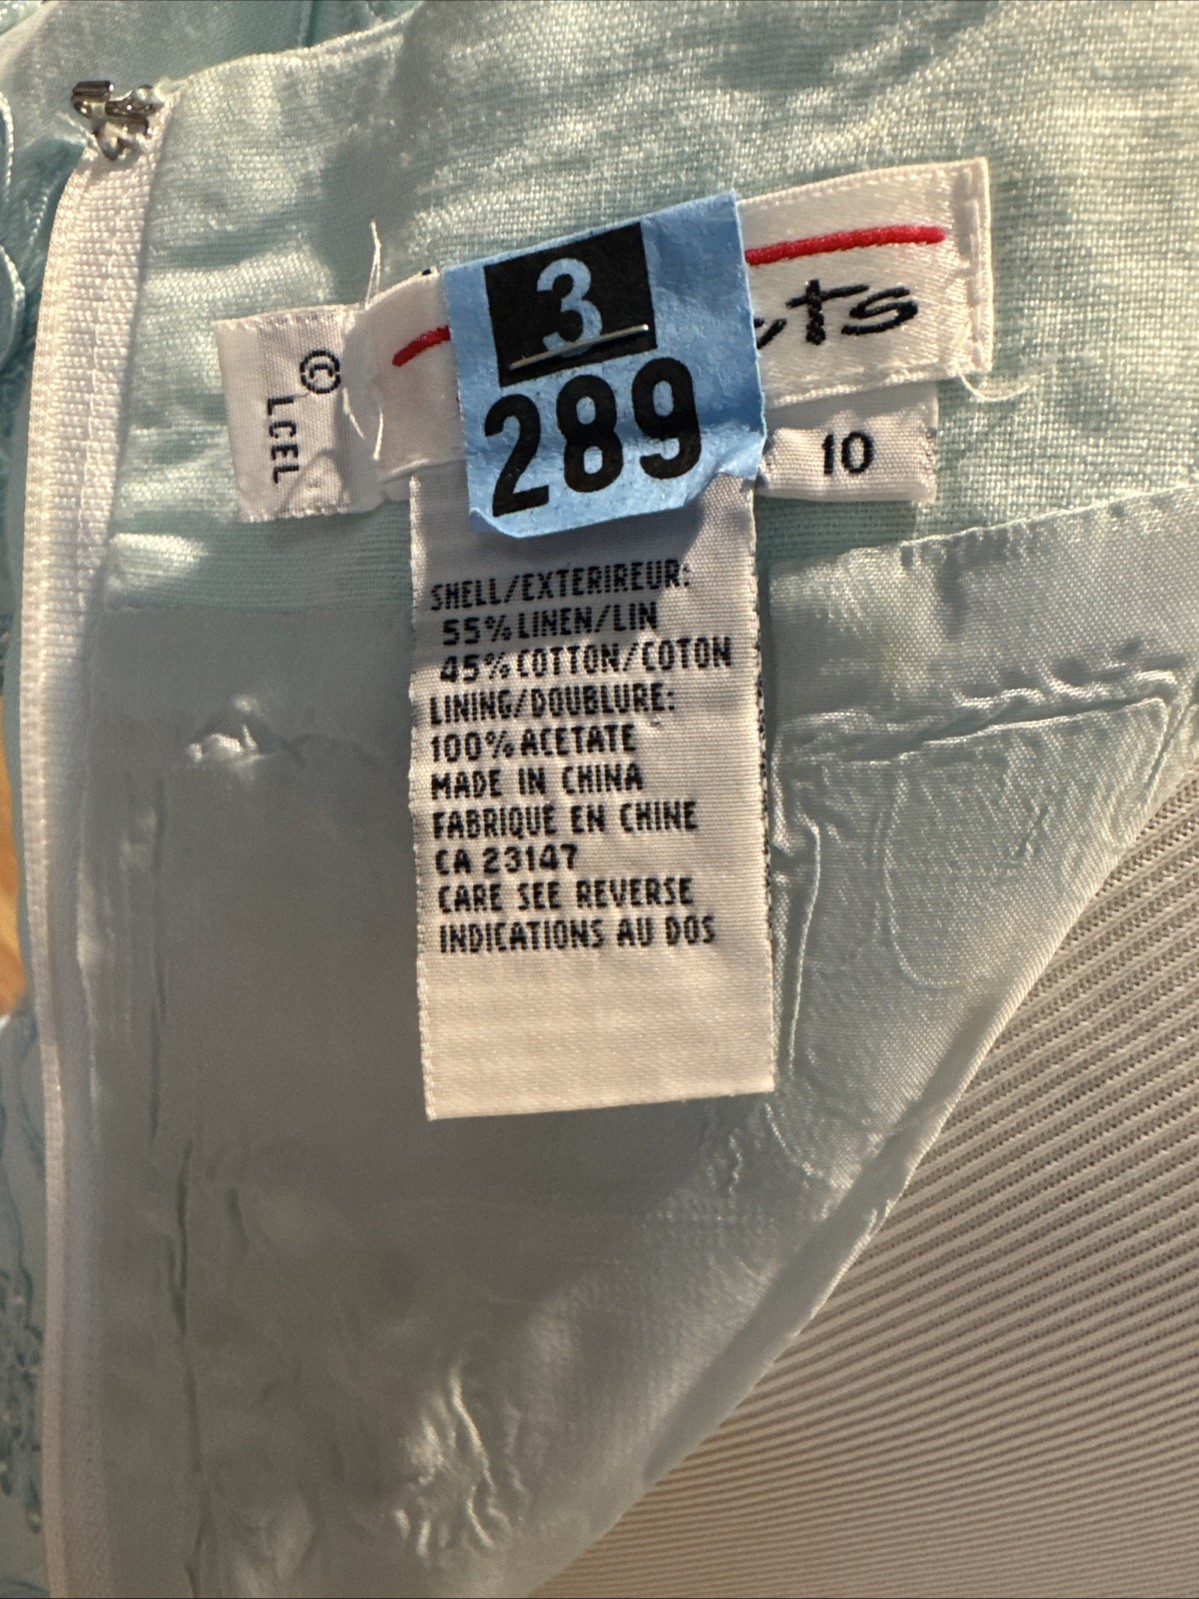 3
289
ts
10
© LCEL
SHELL/EXTERIREUR:
55% LINEN/LIN
45% COTTON/COTON
LINING/DOUBLURE:
100% ACETATE
MADE IN CHINA
FABRIQUE EN CHINE
CA 23147
CARE SEE REVERSE
INDICATIONS AU DOS